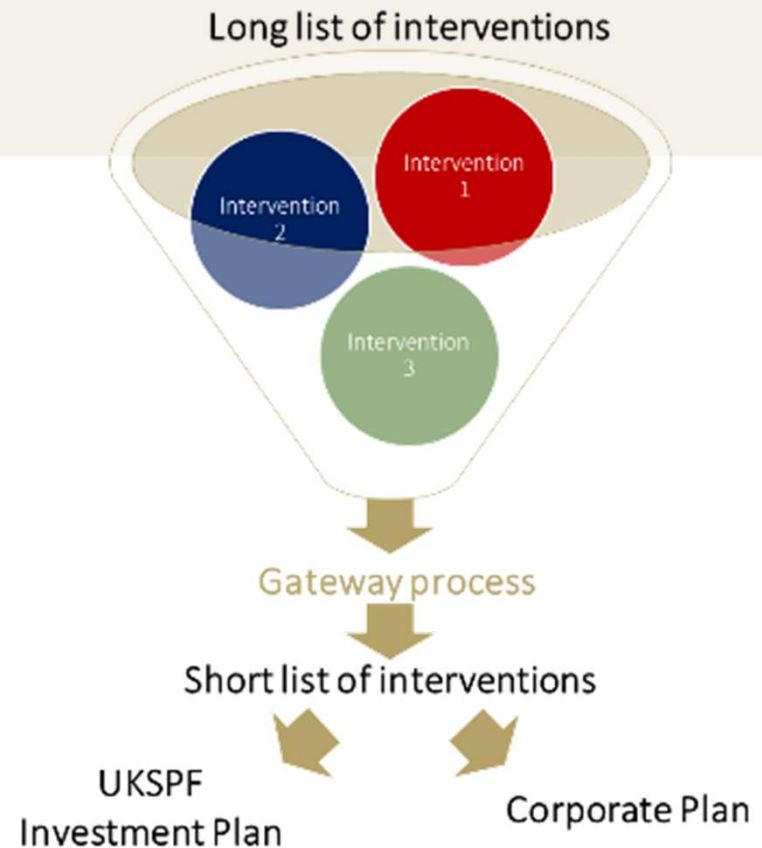 Long list of interventions
Intervention
1
Intervention
2
Intervention
3
Gateway process
Short list of interventions
UKSPF
Investment Plan
Corporate Plan